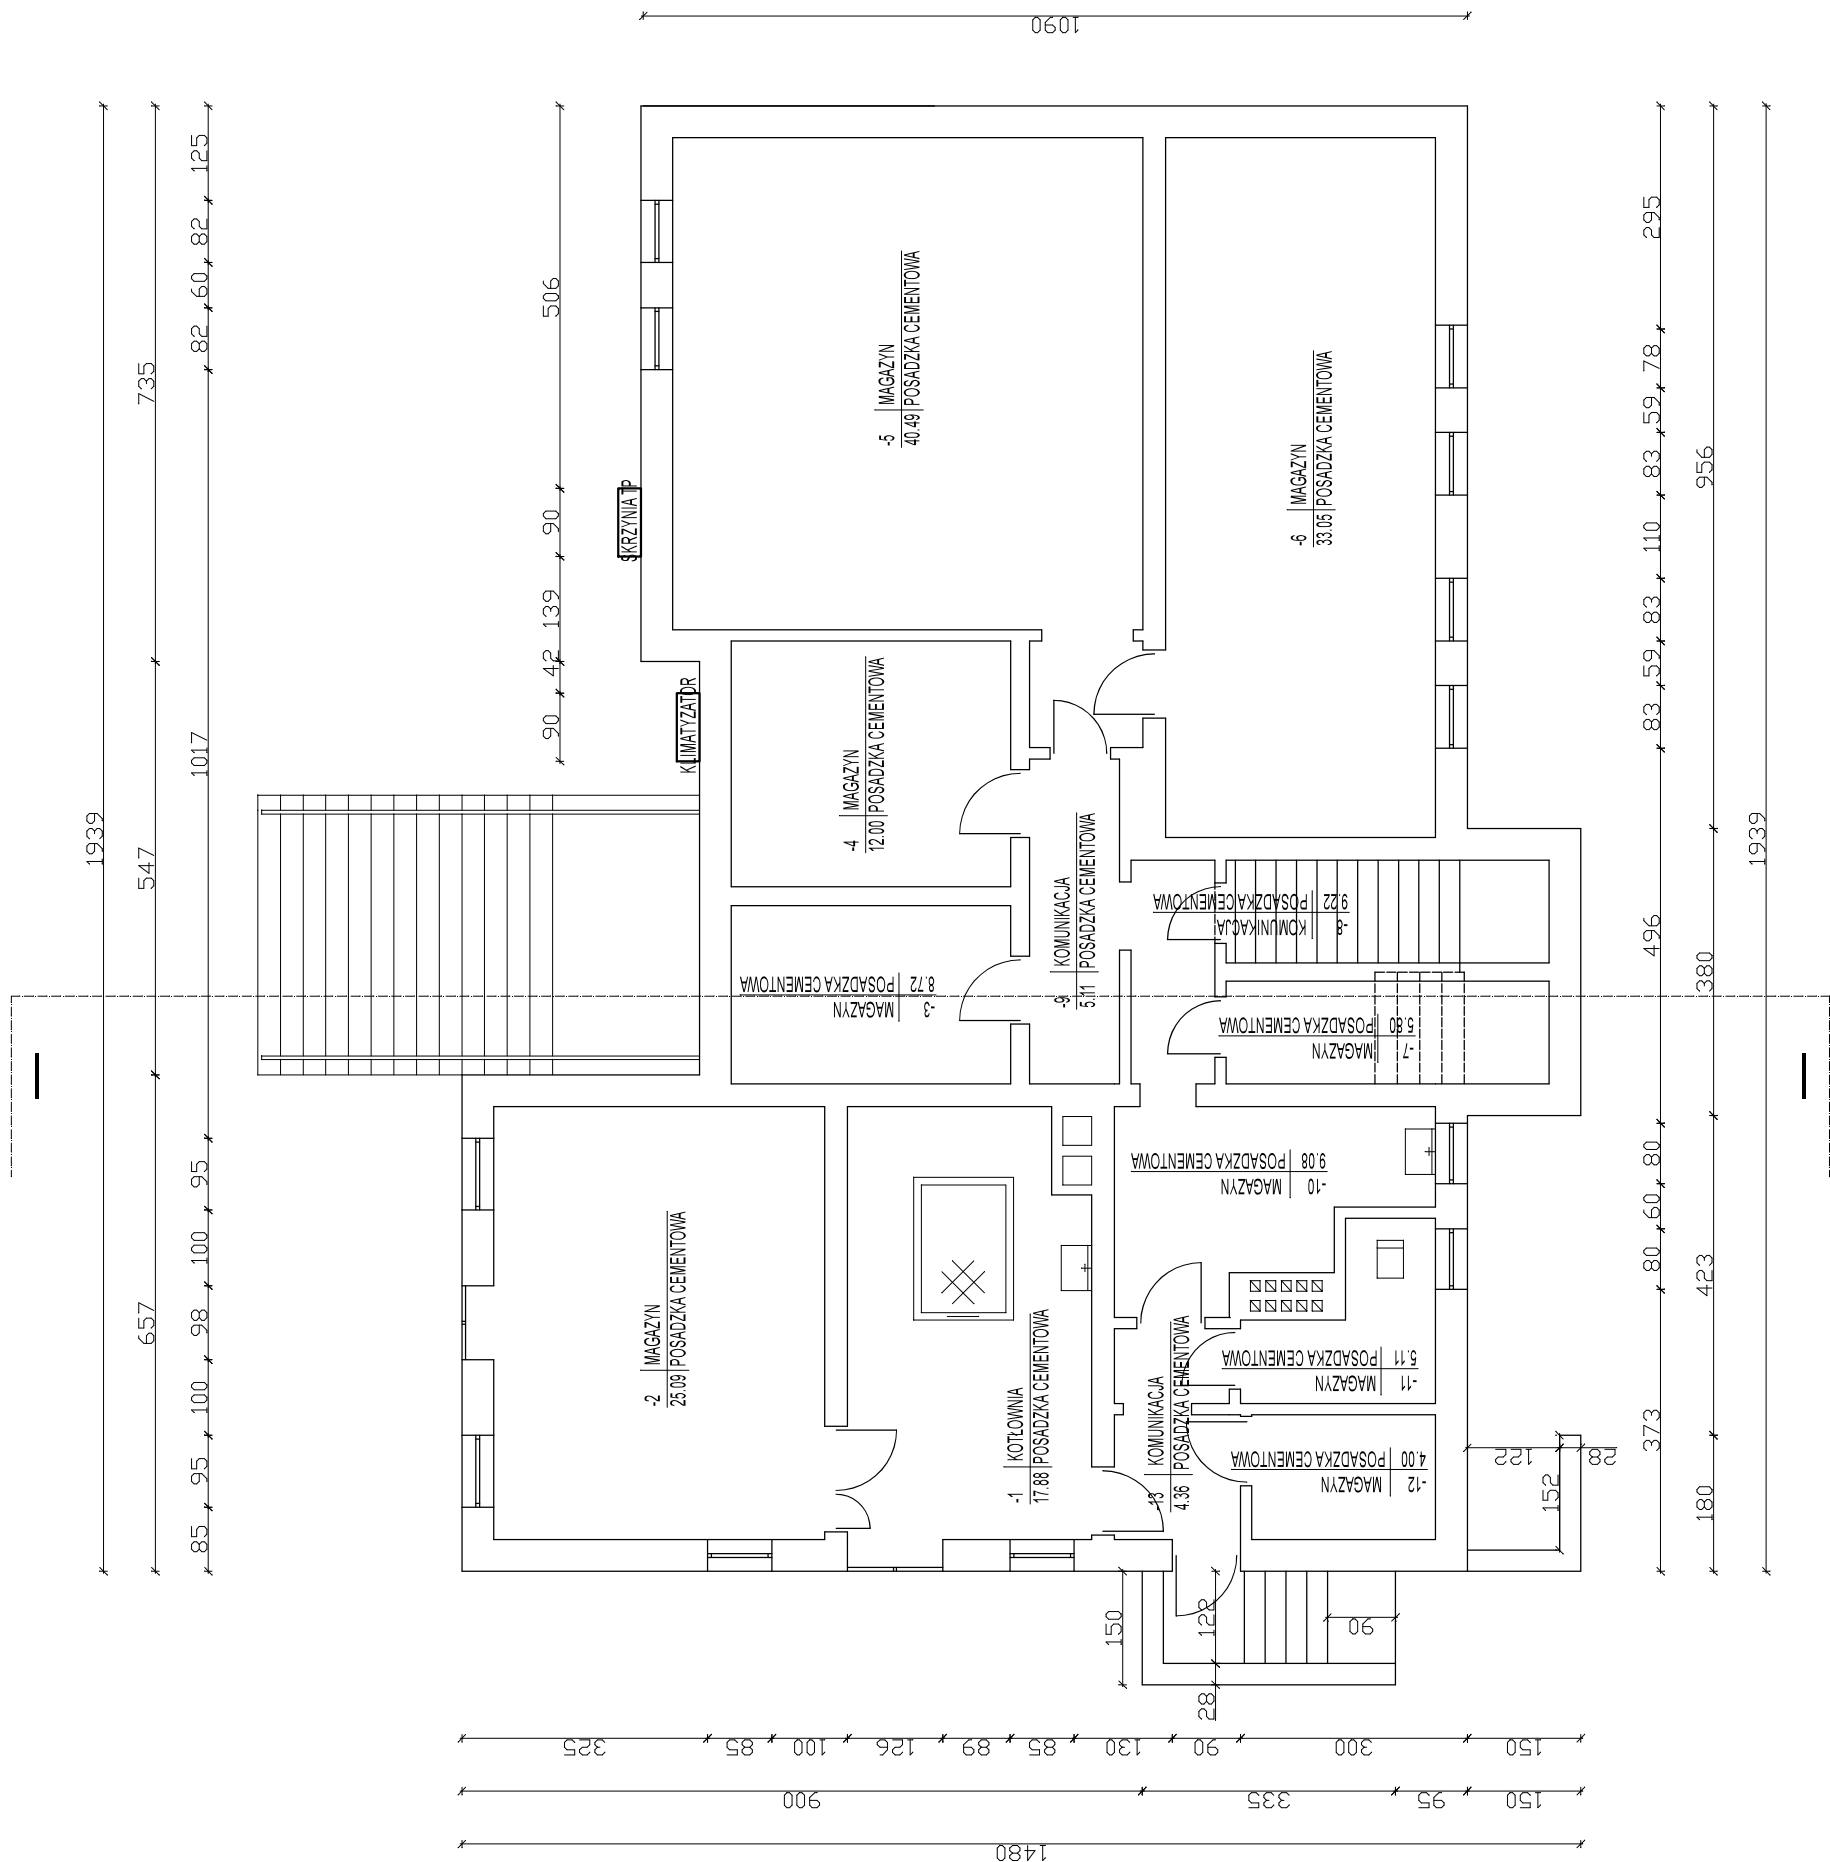 1090
1939
735
547
657
125
82
60
82
1017
95
100
98
100
95
85
506
90
139
42
90
SKRZYNIA TP
KLIMATYZATOR
-5 MAGAZYN
40.49 POSADZKA CEMENTOWA
-6 MAGAZYN
33.05 POSADZKA CEMENTOWA
-4 MAGAZYN
12.00 POSADZKA CEMENTOWA
-9 KOMUNIKACJA
5.11 POSADZKA CEMENTOWA
-8 KOMUNIKACJA
9.22 POSADZKA CEMENTOWA
-3 MAGAZYN
8.72 POSADZKA CEMENTOWA
-7 MAGAZYN
5.80 POSADZKA CEMENTOWA
-10 MAGAZYN
9.08 POSADZKA CEMENTOWA
-2 MAGAZYN
25.09 POSADZKA CEMENTOWA
-1 KOTŁOWNIA
17.88 POSADZKA CEMENTOWA
-13 KOMUNIKACJA
4.36 POSADZKA CEMENTOWA
-11 MAGAZYN
5.11 POSADZKA CEMENTOWA
-12 MAGAZYN
4.00 POSADZKA CEMENTOWA
295
78
59
83
110
83
59
83
496
80
60
80
373
956
380
423
180
1939
122
28
152
150
122
28
90
325
85
100
126
89
85
130
90
300
150
900
335
95
150
1480